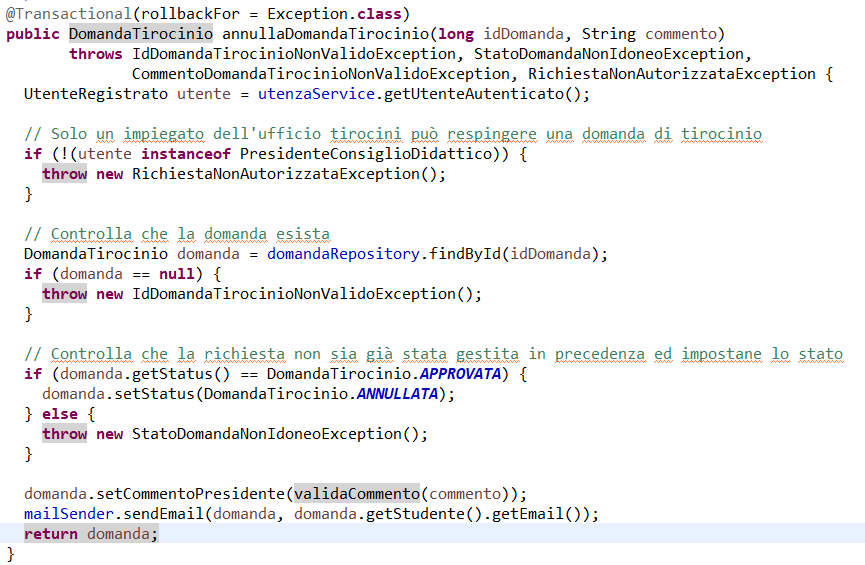 @Transactional(rollbackFor = Exception.class)
public DomandaTirocinio annullaDomandaTirocinio(long idDomanda, String commento)
throws IdDomandaTirocinioNonValidoException, StatoDomandaNonIdoneoException,
CommentoDomandaTirocinioNonValidoException, RichiestaNonAutorizzataException {
UtenteRegistrato utente = utenzaService.getUtenteAutenticato();
// Solo un impiegato dell'ufficio tirocini può respingere una domanda di tirocinio
if (!(utente instanceof PresidenteConsiglioDidattico)) {
throw new RichiestaNonAutorizzataException();
}
// Controlla che la domanda esista
DomandaTirocinio domanda = domandaRepository.findById(idDomanda);
if (domanda == null) {
throw new IdDomandaTirocinioNonValidoException();
}
// Controlla che la richiesta non sia già stata gestita in precedenza ed impostane lo stato
if (domanda.getStatus() == DomandaTirocinio.APPROVATA) {
domanda.setStatus(DomandaTirocinio.ANNULLATA);
} else {
throw new StatoDomandaNonIdoneoException();
}
domanda.setCommentoPresidente(validaCommento(commento));
mailSender.sendEmail(domanda, domanda.getStudente().getEmail());
return domanda;
}